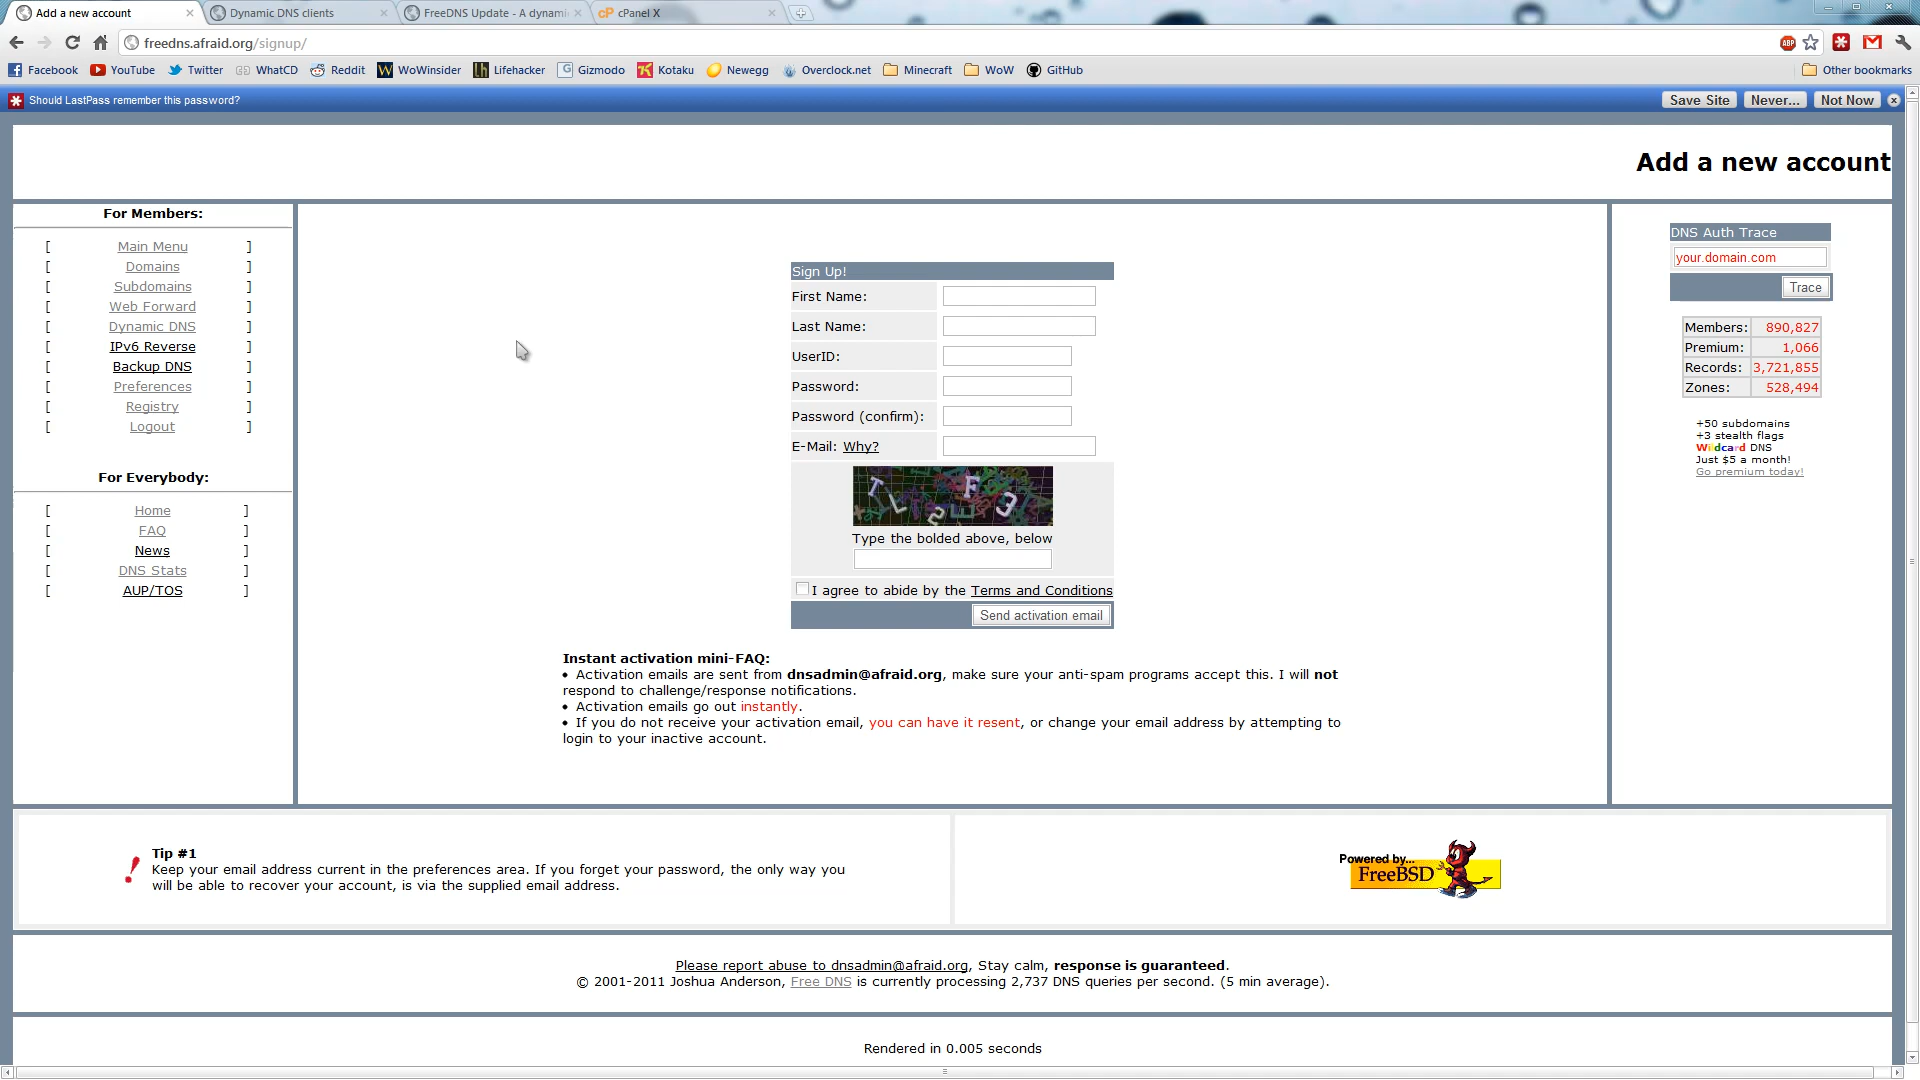 Add a new account
Dynamic DNS clients
FreeDNS Update - A dynami
cPanel X
freedns.afraid.org/signup/
Facebook
YouTube
Twitter
WhatCD
Reddit
WoWinsider
Lifehacker
Gizmodo
Kotaku
Newegg
Overclock.net
Minecraft
WoW
GitHub
Other bookmarks
Should LastPass remember this password?
Save Site
Never...
Not Now
Add a new account
For Members:
[ Main Menu ]
[ Domains ]
[ Subdomains ]
[ Web Forward ]
[ Dynamic DNS ]
[ IPv6 Reverse ]
[ Backup DNS ]
[ Preferences ]
[ Registry ]
[ Logout ]
For Everybody:
[ Home ]
[ FAQ ]
[ News ]
[ DNS Stats ]
[ AUP/TOS ]
Sign Up!
First Name:
Last Name:
UserID:
Password:
Password (confirm):
E-Mail: Why?
Type the bolded above, below
I agree to abide by the Terms and Conditions
Send activation email
Instant activation mini-FAQ:
• Activation emails are sent from dnsadmin@afraid.org, make sure your anti-spam programs accept this. I will not
respond to challenge/response notifications.
• Activation emails go out instantly.
• If you do not receive your activation email, you can have it resent, or change your email address by attempting to
login to your inactive account.
DNS Auth Trace
your.domain.com
Trace
Members: 890,827
Premium: 1,066
Records: 3,721,855
Zones: 528,494
+50 subdomains
+3 stealth flags
Wildcard DNS
Just $5 a month!
Go premium today!
Tip #1
Keep your email address current in the preferences area. If you forget your password, the only way you
will be able to recover your account, is via the supplied email address.
Powered by...
FreeBSD
Please report abuse to dnsadmin@afraid.org, Stay calm, response is guaranteed.
© 2001-2011 Joshua Anderson, Free DNS is currently processing 2,737 DNS queries per second. (5 min average).
Rendered in 0.005 seconds